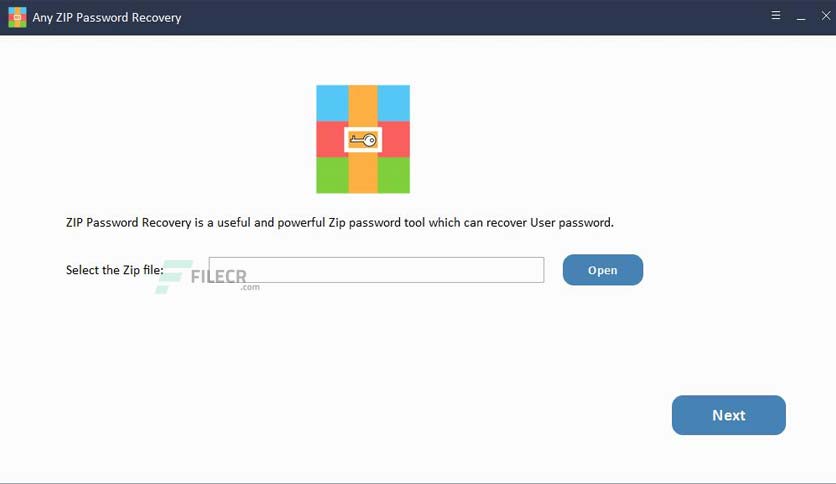 Any ZIP Password Recovery
ZIP Password Recovery is a useful and powerful Zip password tool which can recover User password.
Select the Zip file:
FILECR
.com
Open
Next